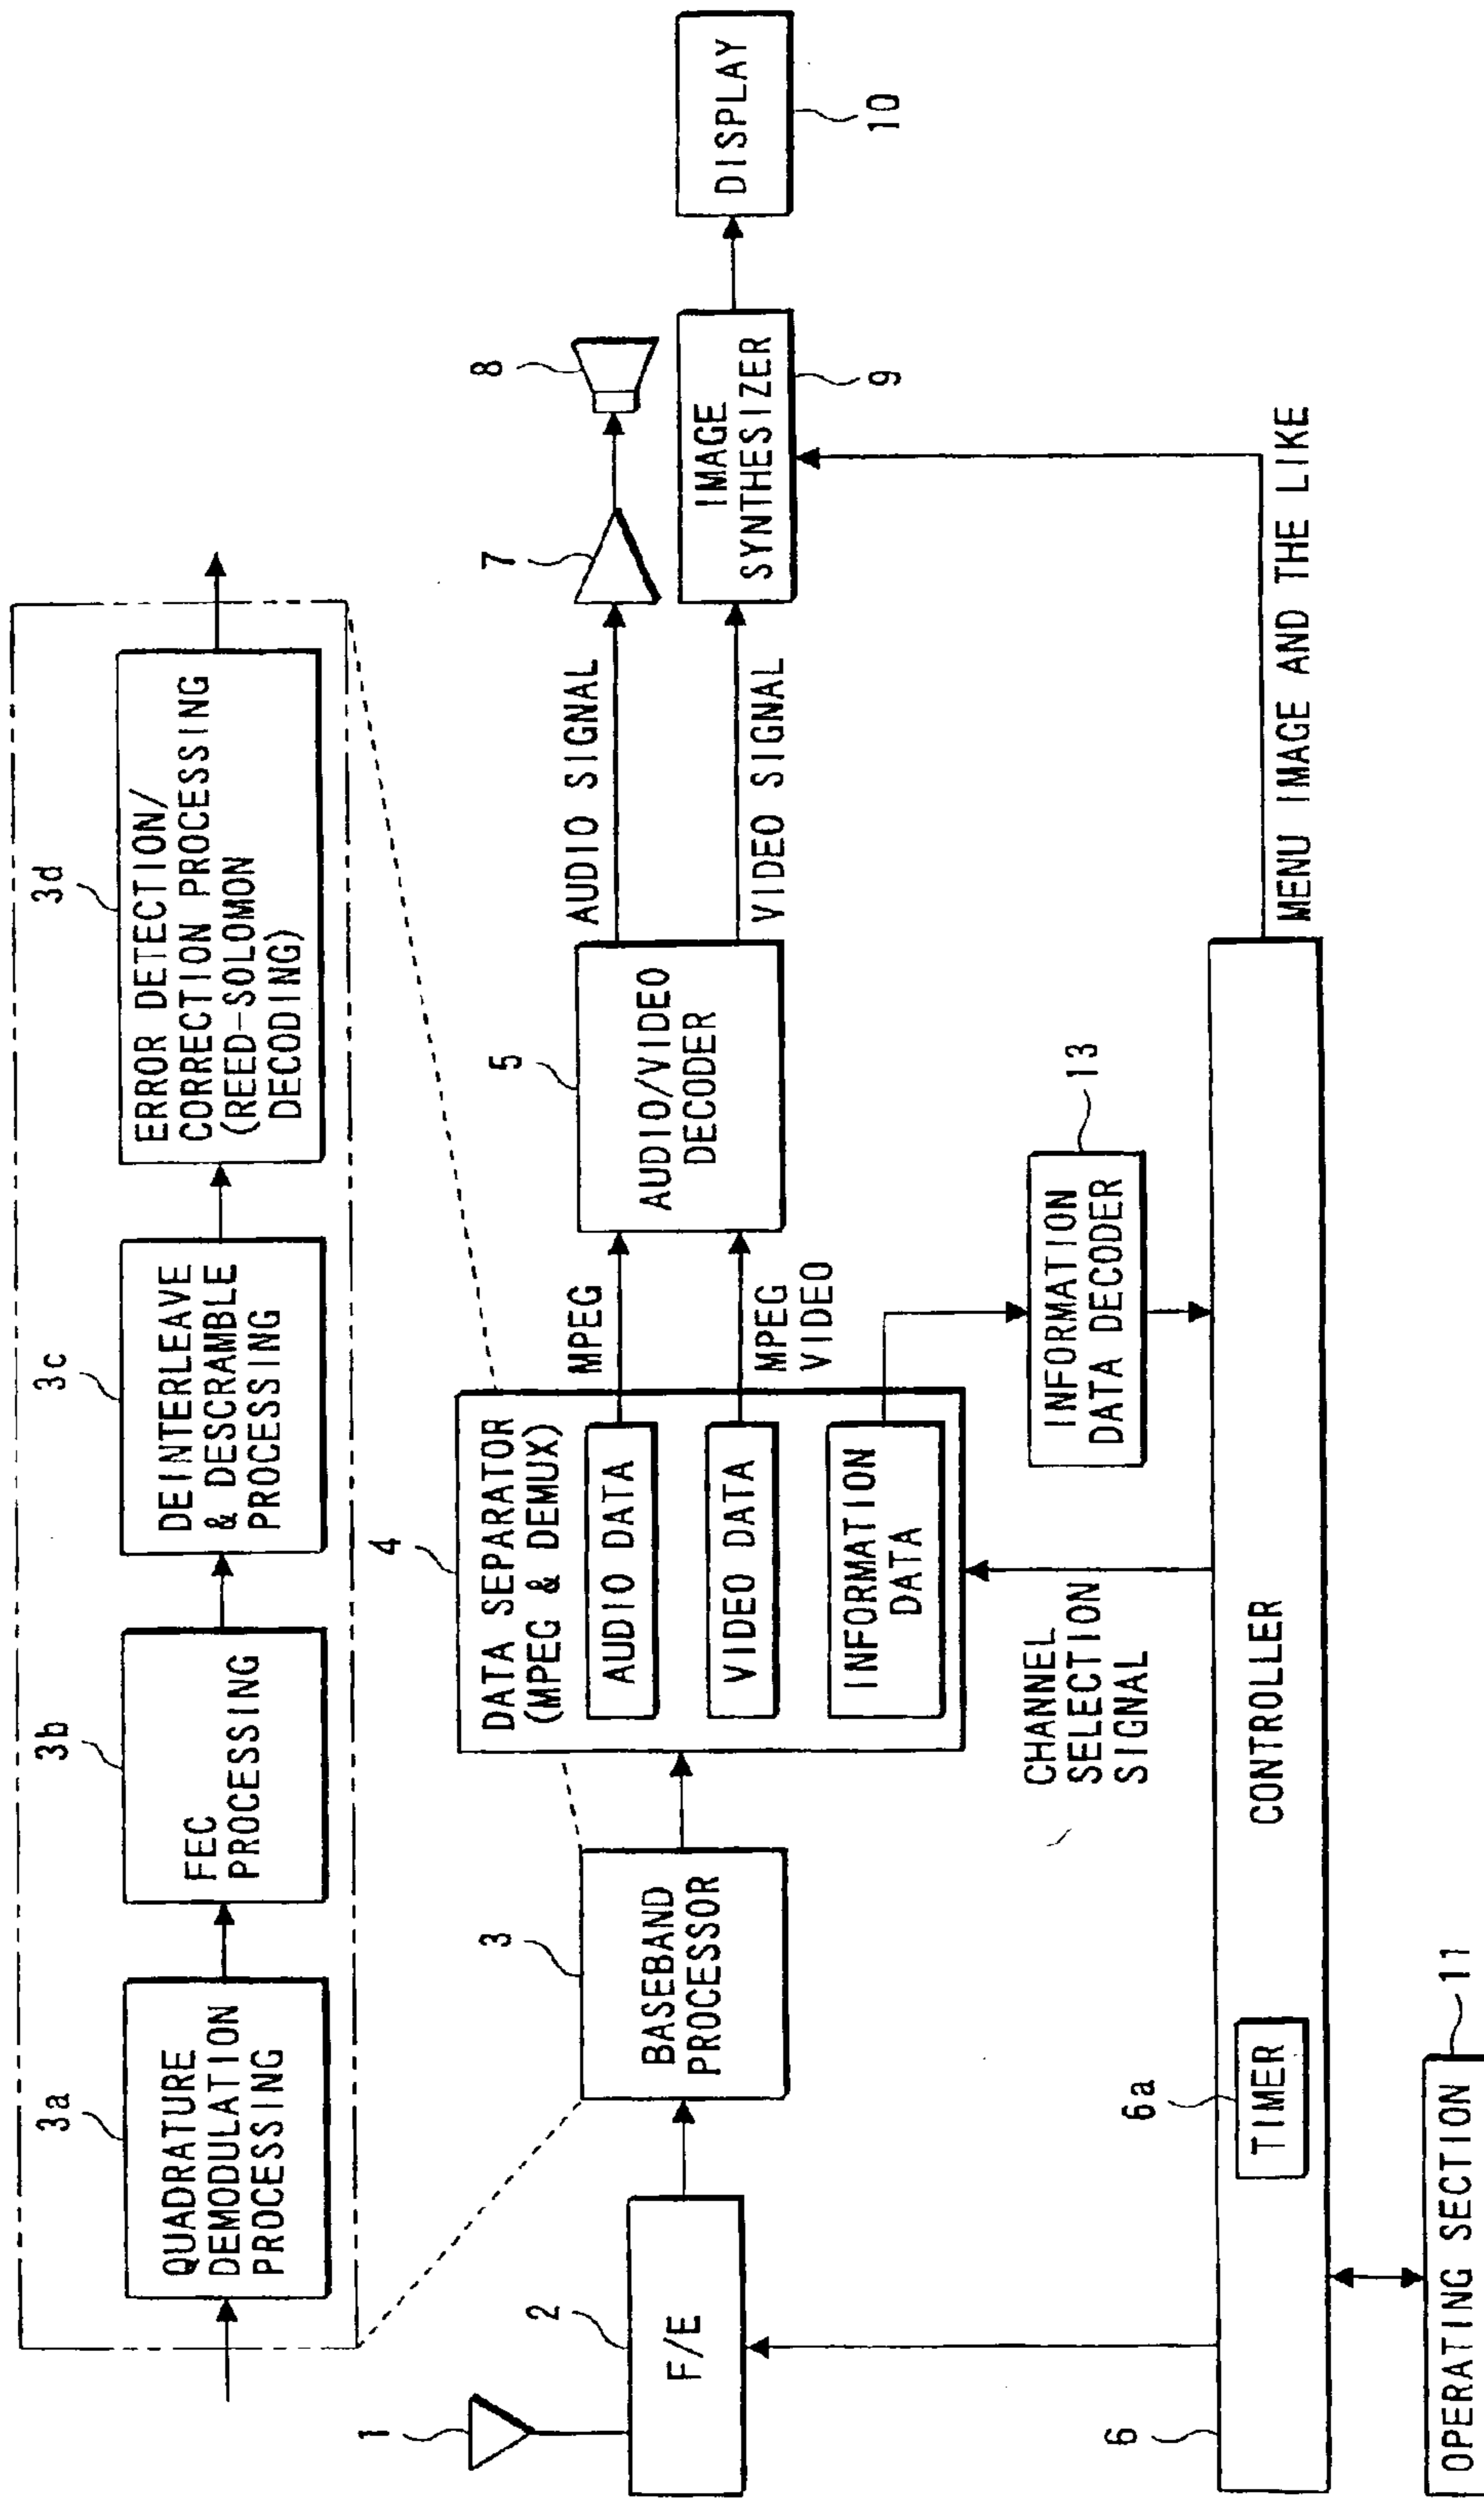 3a
QUADRATURE
DEMODULATION
PROCESSING
3b
FEC
PROCESSING
3c
DEINTERLEAVE
& DESCRAMBLE
PROCESSING
3d
ERROR DETECTION/
CORRECTION PROCESSING
(REED-SOLOMON
DECODING)
1
2
F/E
3
BASEBAND
PROCESSOR
4
DATA SEPARATOR
(MPEG & DEMUX)
AUDIO DATA
VIDEO DATA
INFORMATION
DATA
MPEG
MPEG
VIDEO
5
AUDIO/VIDEO
DECODER
AUDIO SIGNAL
VIDEO SIGNAL
7
8
IMAGE
SYNTHESIZER
9
DISPLAY
10
CHANNEL
SELECTION
SIGNAL
INFORMATION
DATA DECODER
13
6
6a
TIMER
CONTROLLER
MENU IMAGE AND THE LIKE
OPERATING SECTION
11